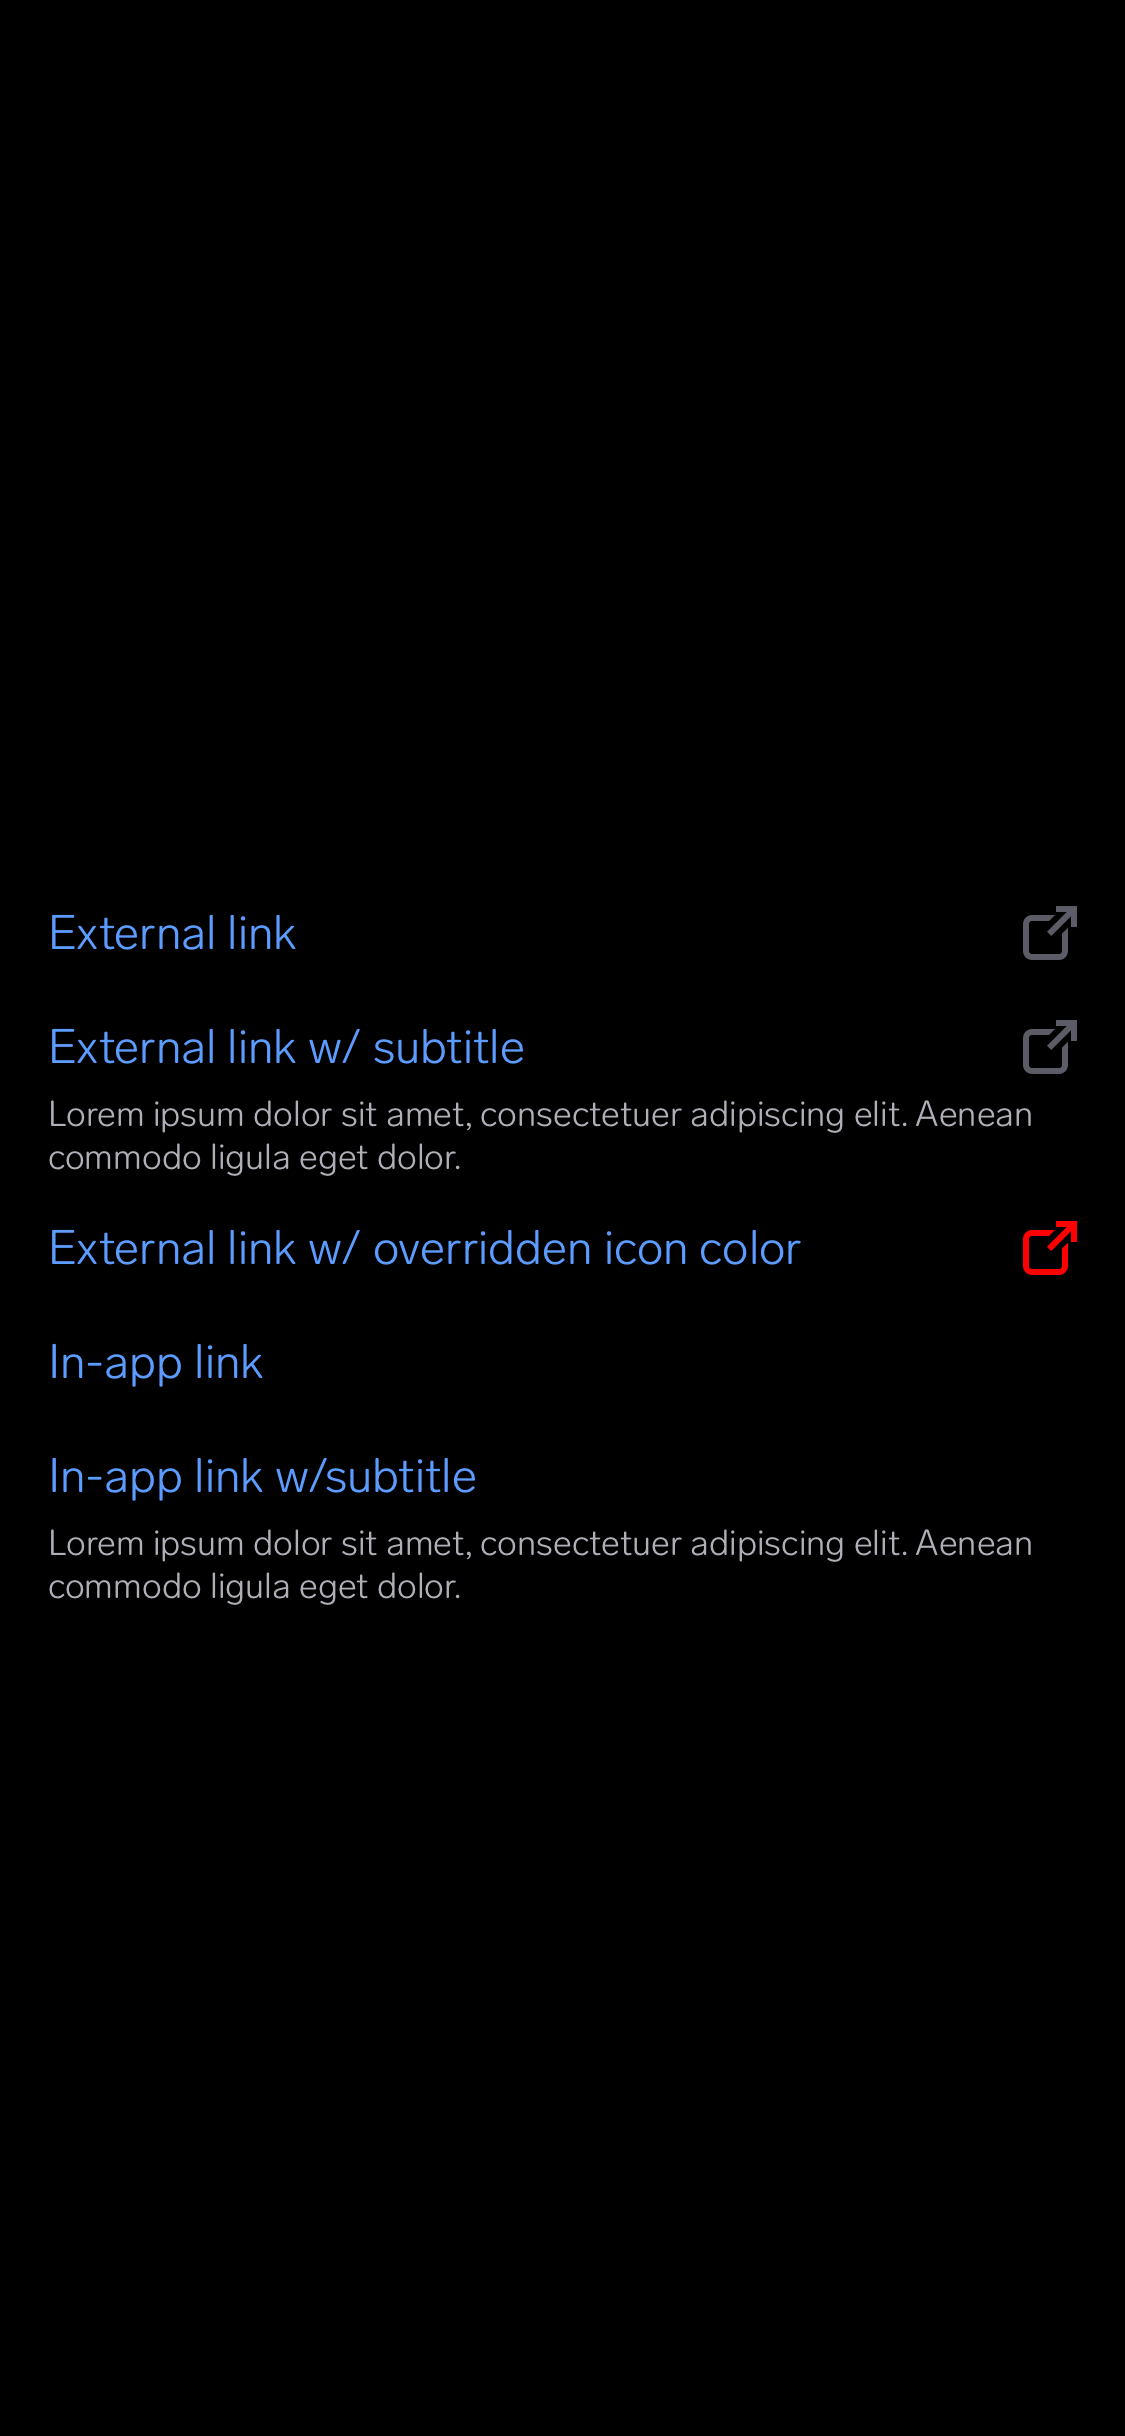 External link
External link w/ subtitle
Lorem ipsum dolor sit amet, consectetuer adipiscing elit. Aenean
commodo ligula eget dolor.
External link w/ overridden icon color
In-app link
In-app link w/subtitle
Lorem ipsum dolor sit amet, consectetuer adipiscing elit. Aenean
commodo ligula eget dolor.